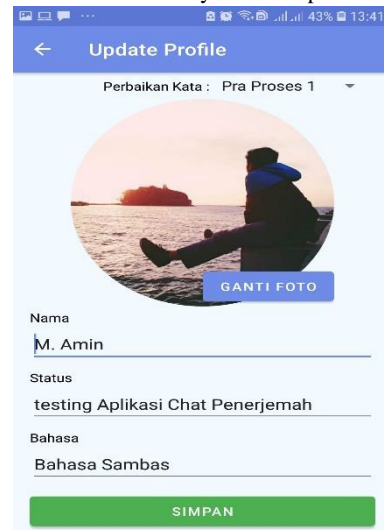 43% 13:41
Update Profile
Perbaikan Kata : Pra Proses 1
GANTI FOTO
Nama
M. Amin
Status
testing Aplikasi Chat Penerjemah
Bahasa
Bahasa Sambas
SIMPAN